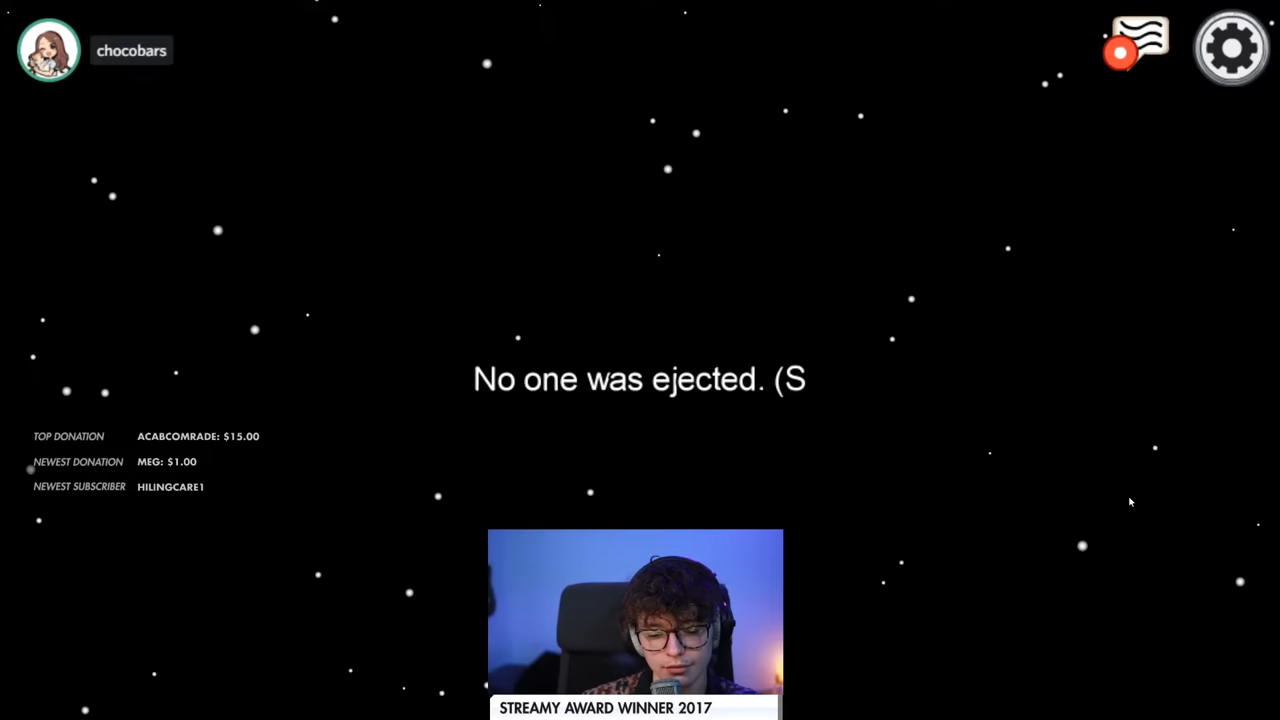 chocobars
No one was ejected. (S
TOP DONATION ACABCOMRADE: $15.00
NEWEST DONATION MEG: $1.00
NEWEST SUBSCRIBER HILINGCARE1
STREAMY AWARD WINNER 2017